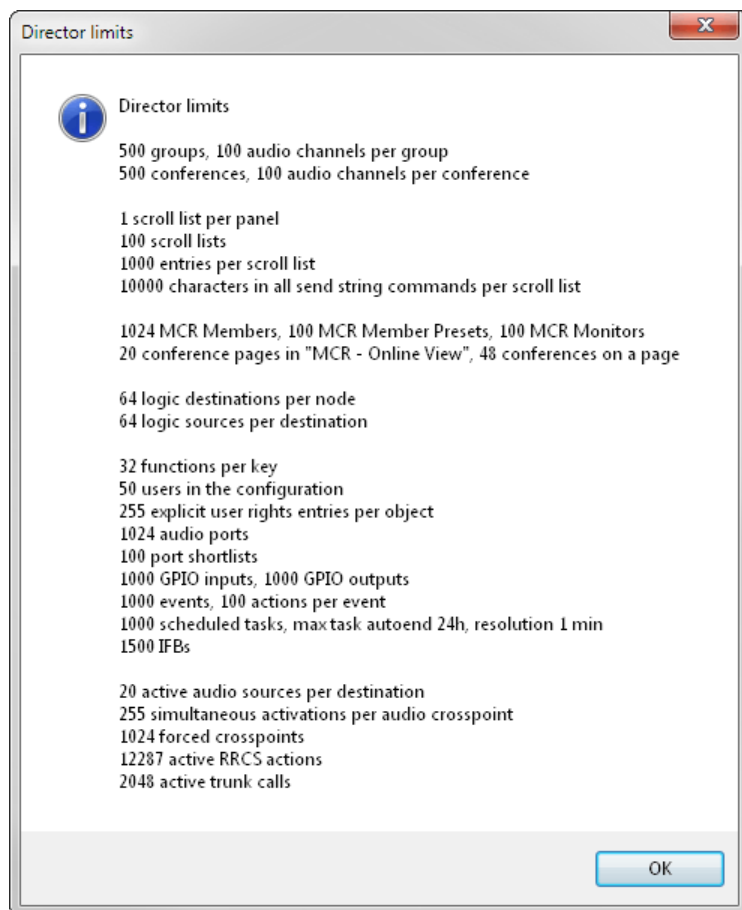 Director limits
Director limits
500 groups, 100 audio channels per group
500 conferences, 100 audio channels per conference
1 scroll list per panel
100 scroll lists
1000 entries per scroll list
10000 characters in all send string commands per scroll list
1024 MCR Members, 100 MCR Member Presets, 100 MCR Monitors
20 conference pages in "MCR - Online View", 48 conferences on a page
64 logic destinations per node
64 logic sources per destination
32 functions per key
50 users in the configuration
255 explicit user rights entries per object
1024 audio ports
100 port shortlists
1000 GPIO inputs, 1000 GPIO outputs
1000 events, 100 actions per event
1000 scheduled tasks, max task autoend 24h, resolution 1 min
1500 IFBs
20 active audio sources per destination
255 simultaneous activations per audio crosspoint
1024 forced crosspoints
12287 active RRCS actions
2048 active trunk calls
OK